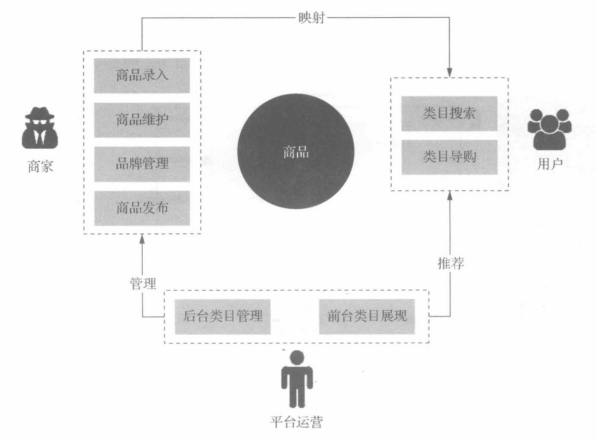 映射
商品录入
商品维护
品牌管理
商品发布
商家
商品
类目搜索
类目导购
用户
管理
推荐
后台类目管理
前台类目展现
平台运营